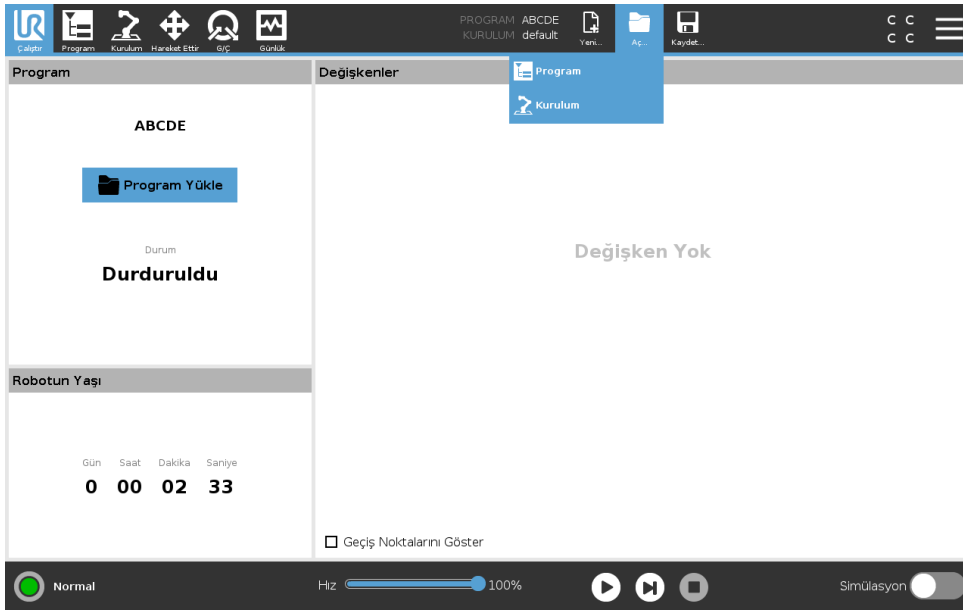 UR
Çalıştır
Program
Kurulum
Hareket Ettir
G/Ç
Günlük
PROGRAM ABCDE
KURULUM default
Yeni...
Aç...
Kaydet...
C C
C C
Program
Kurulum
Program
ABCDE
Program Yükle
Durum
Durduruldu
Değişkenler
Değişken Yok
Robotun Yaşı
Gün Saat Dakika Saniye
0 00 02 33
Geçiş Noktalarını Göster
Normal
Hız 100%
Simülasyon